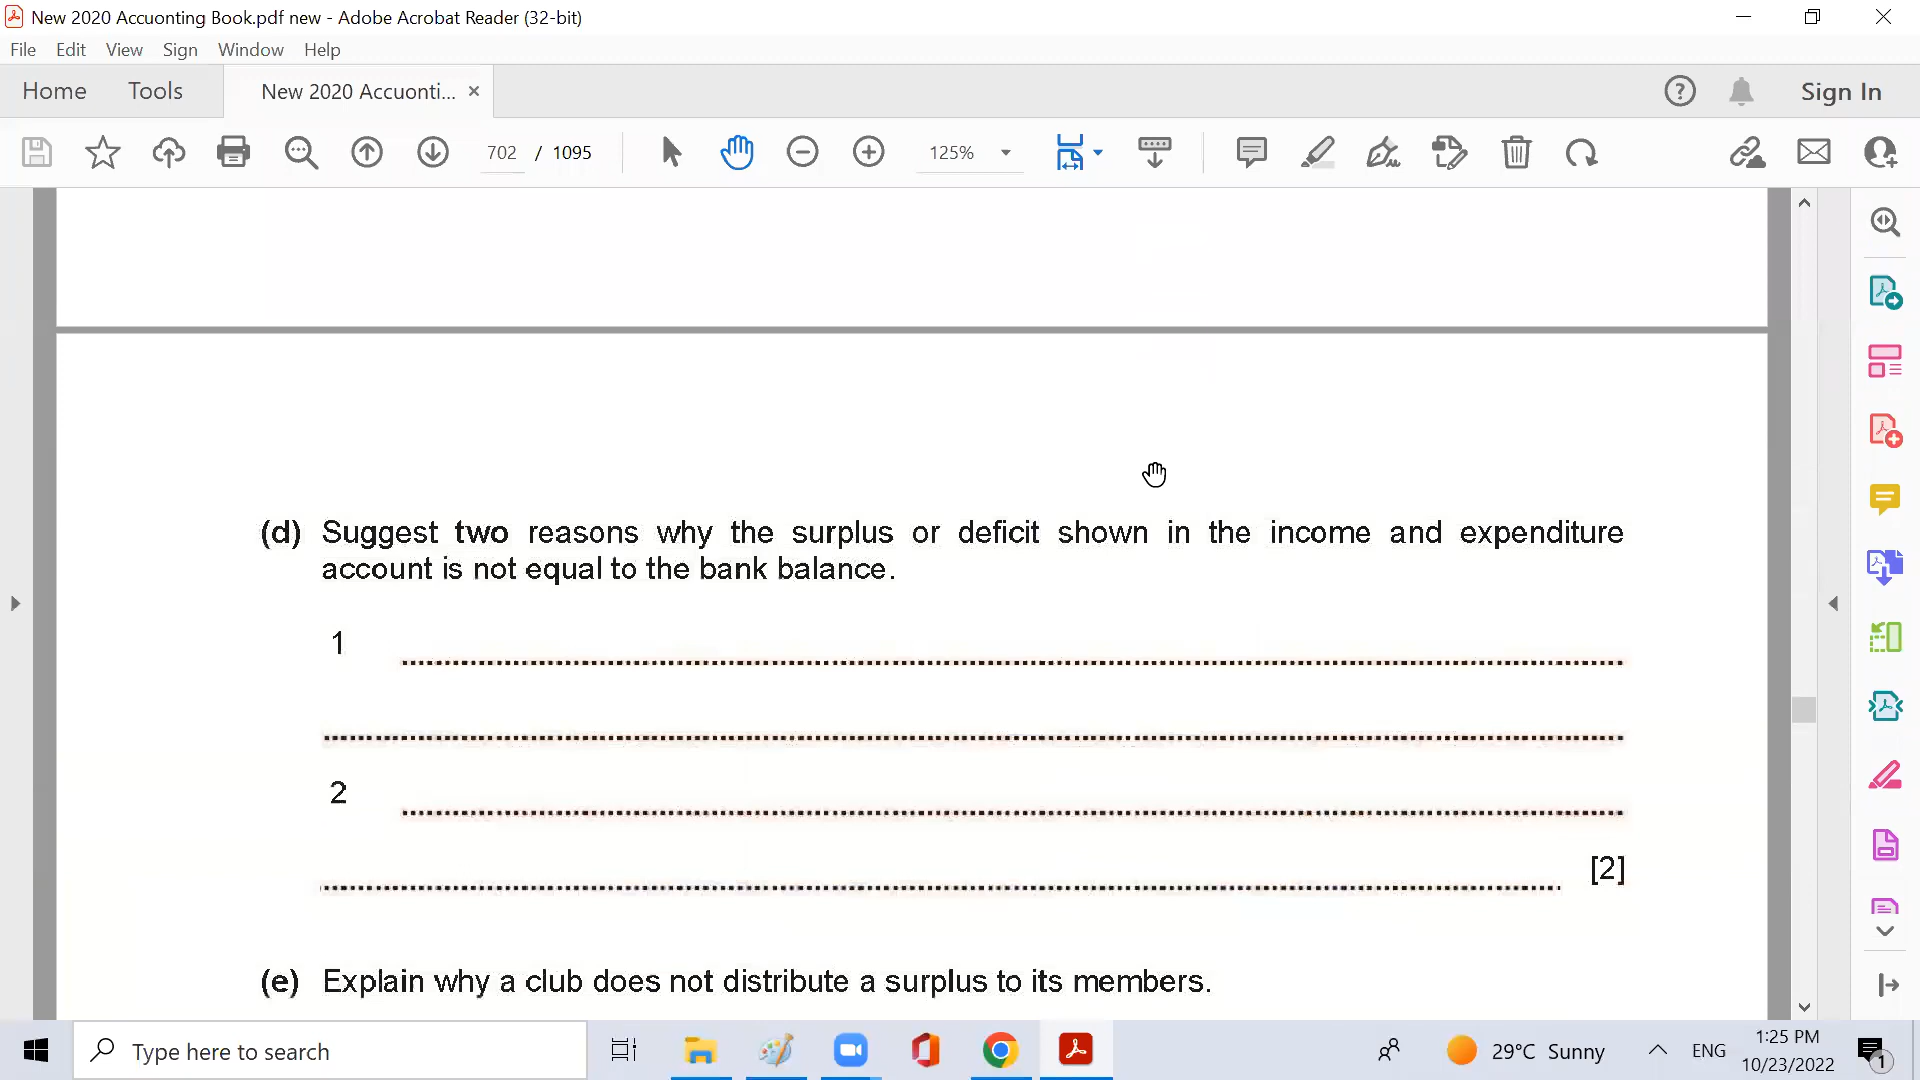 New 2020 Accuonting Book.pdf new - Adobe Acrobat Reader (32-bit)
File Edit View Sign Window Help
Home Tools New 2020 Accuonti... × Sign In
702 / 1095 125%
(d) Suggest two reasons why the surplus or deficit shown in the income and expenditure
account is not equal to the bank balance.
1
2
[2]
(e) Explain why a club does not distribute a surplus to its members.
Type here to search
29°C Sunny
ENG
1:25 PM
10/23/2022
1